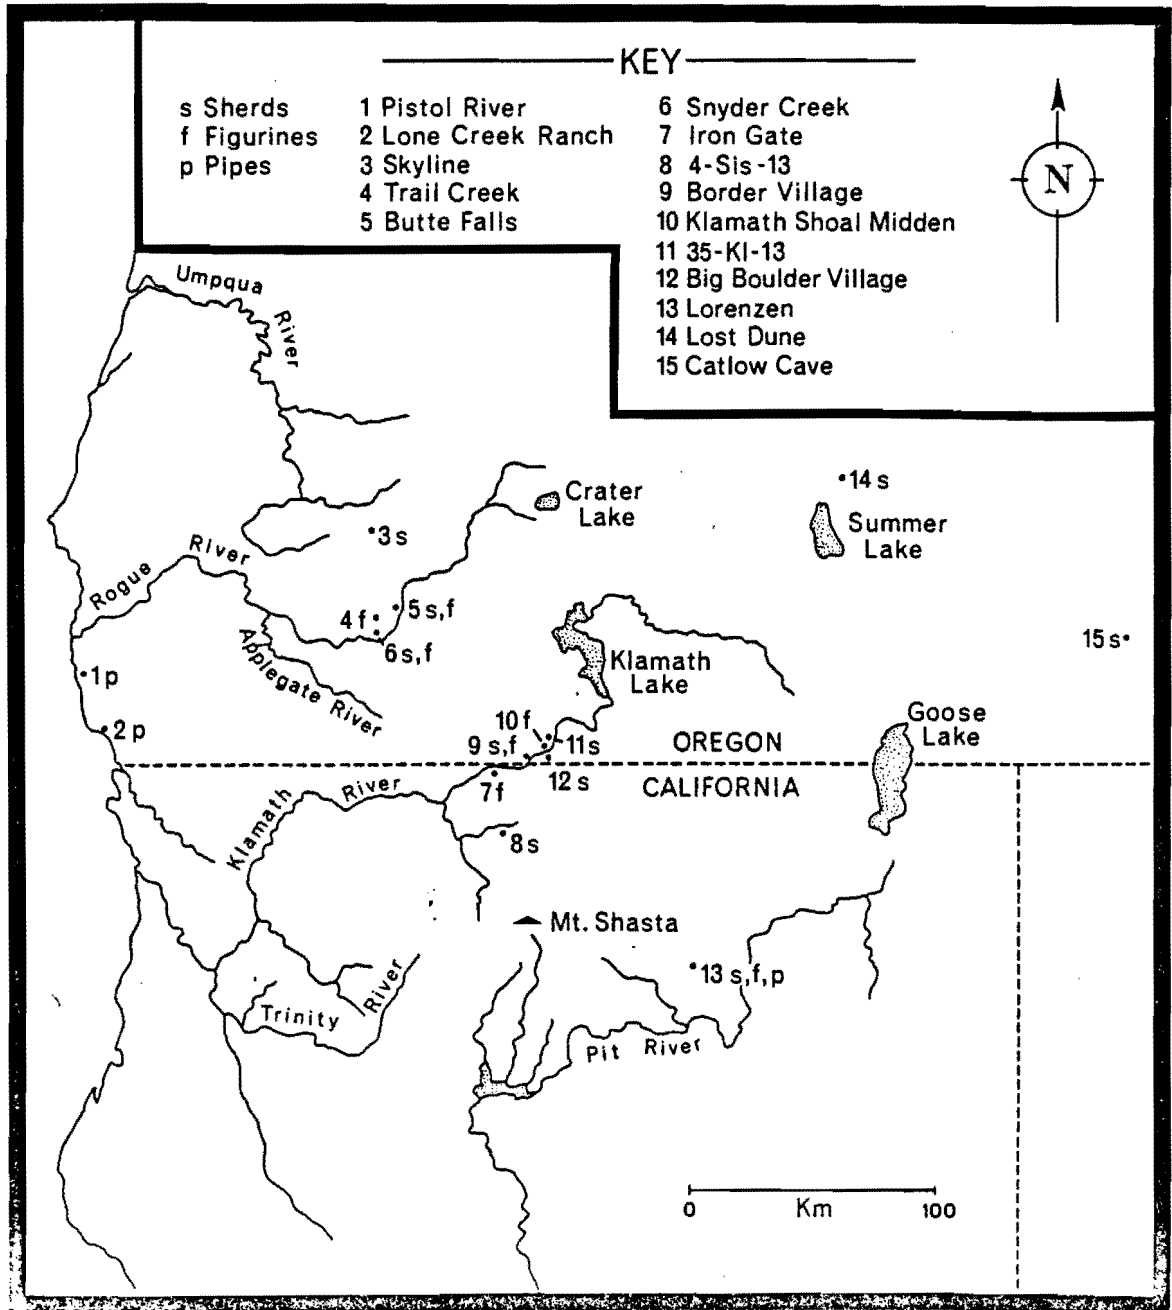 KEY
s Sherds
f Figurines
p Pipes
1 Pistol River
2 Lone Creek Ranch
3 Skyline
4 Trail Creek
5 Butte Falls
6 Snyder Creek
7 Iron Gate
8 4-Sis-13
9 Border Village
10 Klamath Shoal Midden
11 35-Kl-13
12 Big Boulder Village
13 Lorenzen
14 Lost Dune
15 Catlow Cave
N
Umpqua
River
Crater
Lake
14 s
Summer
Lake
3 s
Rogue
River
4 f
5 s,f
6 s,f
Applegate River
Klamath
Lake
15 s
1 p
2 p
Goose
Lake
10 f
9 s,f
11 s
OREGON
12 s
7 f
CALIFORNIA
Klamath
River
8 s
Mt. Shasta
13 s,f,p
Trinity
River
Pit River
0
Km
100